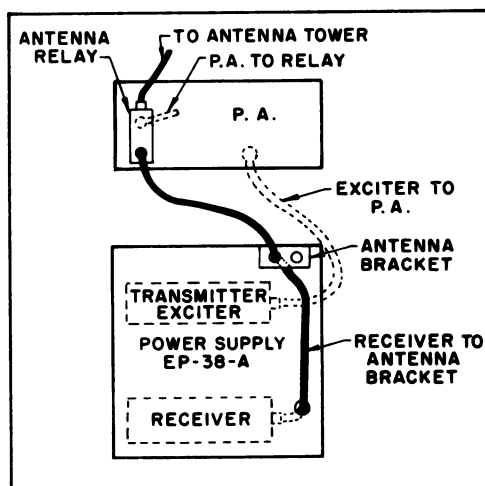 ANTENNA
RELAY
TO ANTENNA TOWER
P.A. TO RELAY
P. A.
EXCITER TO
P.A.
ANTENNA
BRACKET
TRANSMITTER
EXCITER
POWER SUPPLY
EP-38-A
RECEIVER TO
ANTENNA
BRACKET
RECEIVER